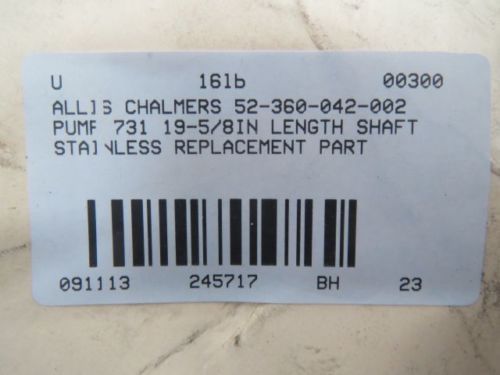 U 16lb 00300
ALLIS CHALMERS 52-360-042-002
PUMP 731 19-5/8IN LENGTH SHAFT
STAINLESS REPLACEMENT PART
091113 245717 BH 23